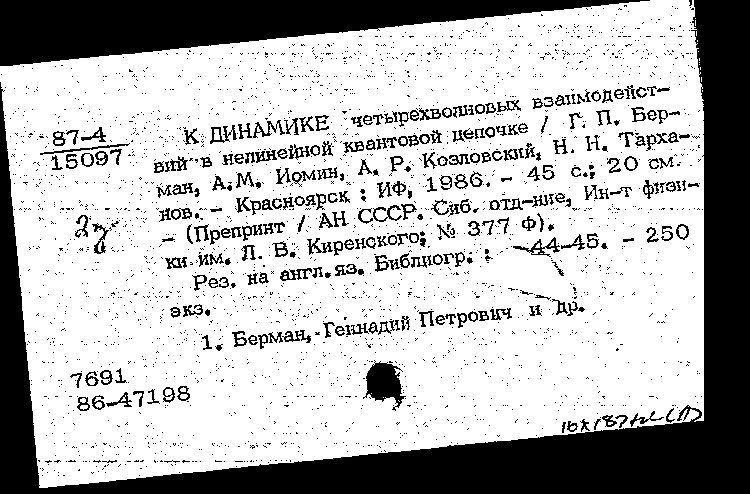 87-4
15097
К ДИНАМИКЕ четырехволновых взаимодейст-
вий в нелинейной квантовой цепочке / Г. П. Бер-
ман, А.М. Иомин, А. Р. Козловский, Н. Н. Тарха-
нов. - Красноярск : ИФ, 1986. - 45 с.; 20 см.
- (Препринт / АН СССР. Сиб. отд-ние, Ин-т физи-
ки им. Л. В. Киренского; № 377 Ф).
Рез. на англ.яз. Библиогр. : 44-45. - 250
экз.
1. Берман, Геннадий Петрович и др.
7691
86-47198